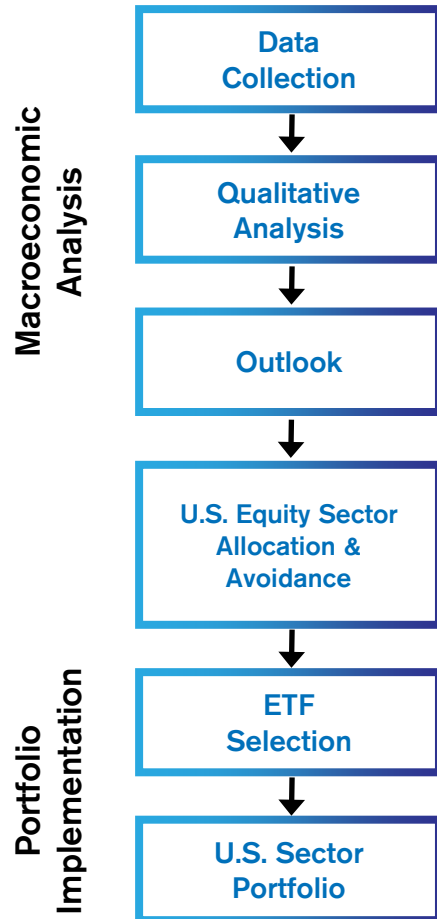 Macroeconomic
Analysis
Data
Collection
Qualitative
Analysis
Outlook
U.S. Equity Sector
Allocation &
Avoidance
Portfolio
Implementation
ETF
Selection
U.S. Sector
Portfolio